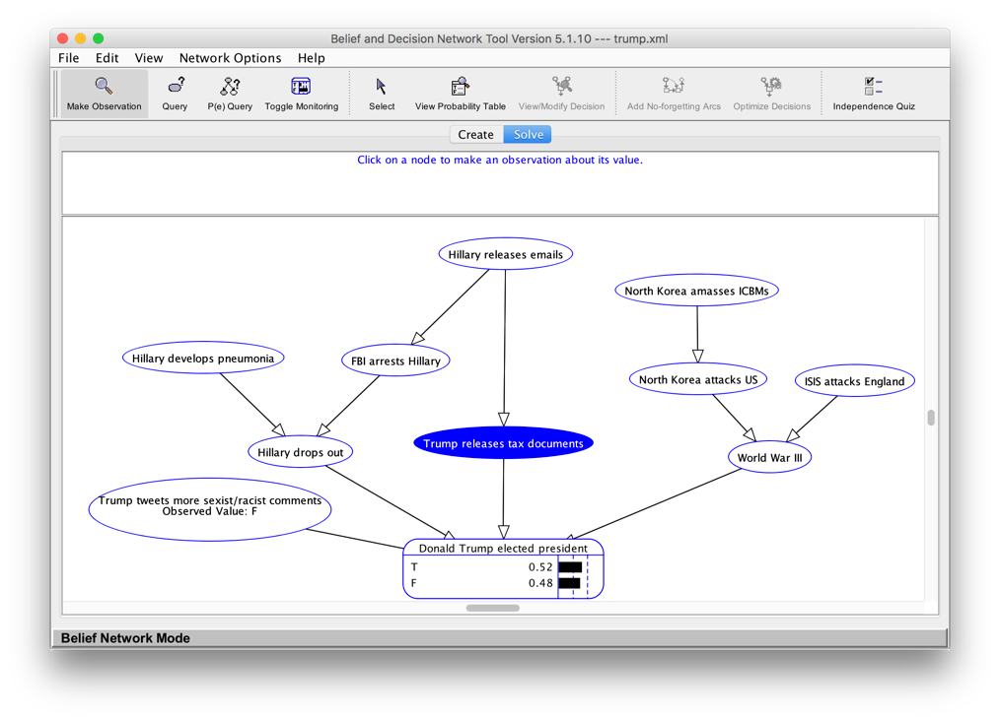 Belief and Decision Network Tool Version 5.1.10 --- trump.xml
File Edit View Network Options Help
Make Observation Query P(e) Query Toggle Monitoring Select View Probability Table View/Modify Decision Add No-forgetting Arcs Optimize Decisions Independence Quiz
Create Solve
Click on a node to make an observation about its value.
Hillary releases emails
North Korea amasses ICBMs
Hillary develops pneumonia
FBI arrests Hillary
North Korea attacks US
ISIS attacks England
Hillary drops out
Trump releases tax documents
World War III
Trump tweets more sexist/racist comments
Observed Value: F
Donald Trump elected president
T 0.52
F 0.48
Belief Network Mode